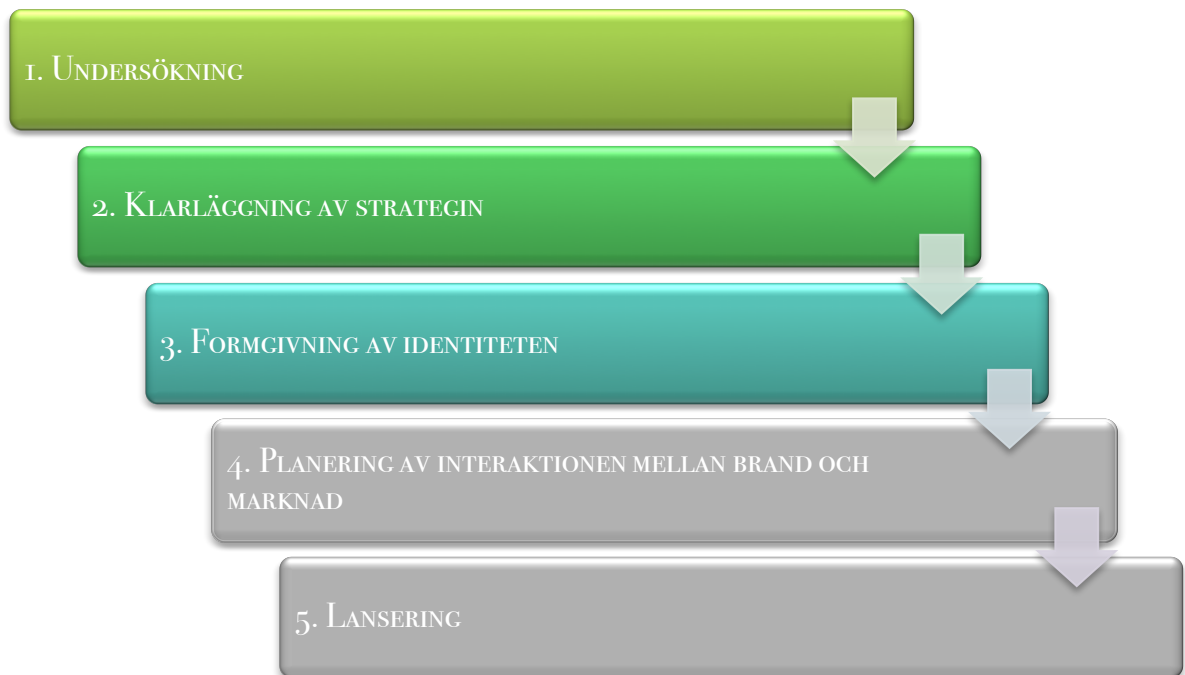 1. Undersökning
2. Klarläggning av strategin
3. Formgivning av identiteten
4. Planering av interaktionen mellan brand och
marknad
5. Lansering